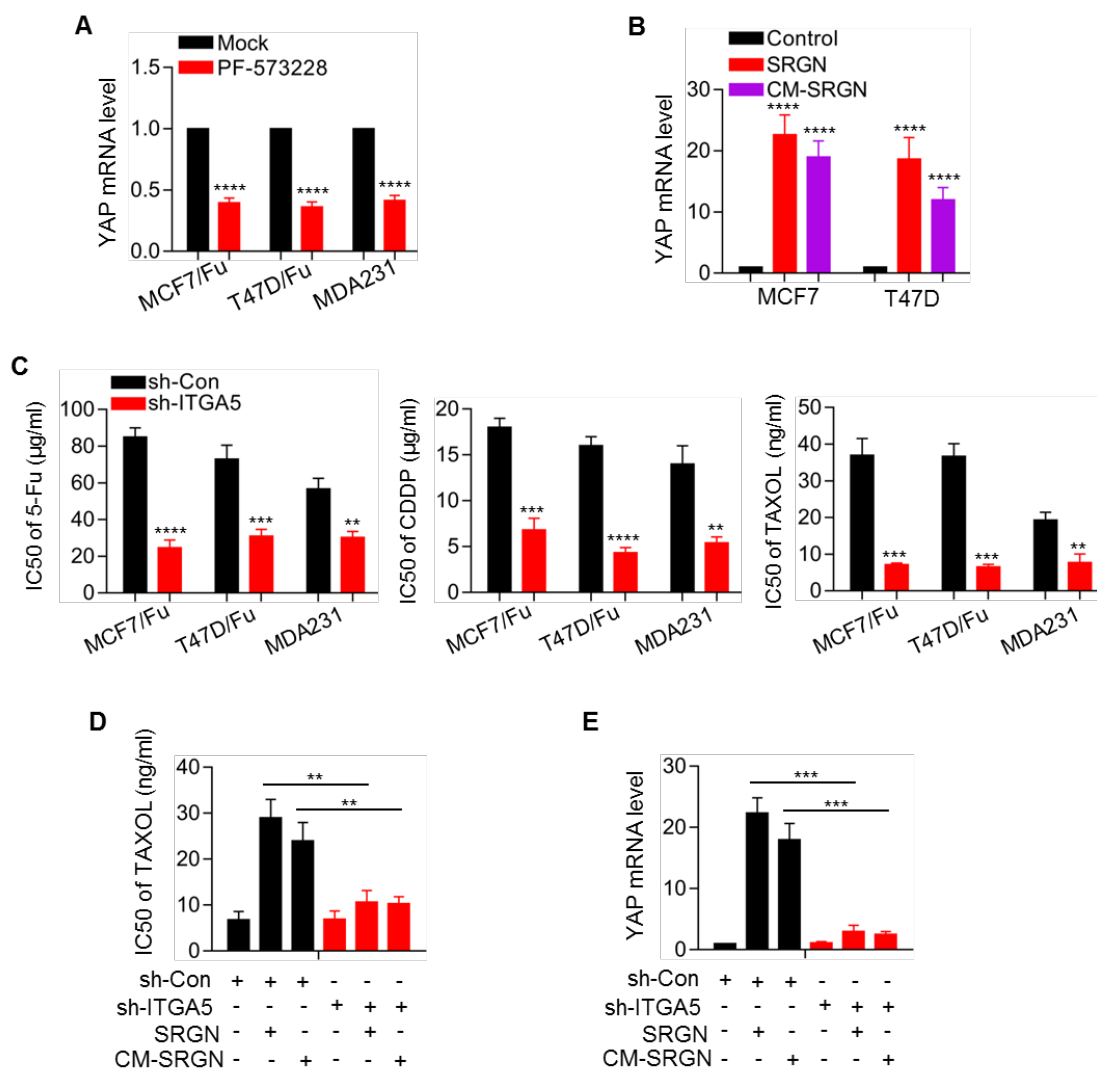 A
Mock
PF-573228
YAP mRNA level
1.5
1.0
0.5
0.0
****
****
****
MCF7/Fu
T47D/Fu
MDA231
B
Control
SRGN
CM-SRGN
YAP mRNA level
30
20
10
0
****
****
****
****
MCF7
T47D
C
sh-Con
sh-ITGA5
IC50 of 5-Fu (μg/ml)
100
80
60
40
20
0
****
***
**
MCF7/Fu
T47D/Fu
MDA231
IC50 of CDDP (μg/ml)
20
15
10
5
0
***
****
**
MCF7/Fu
T47D/Fu
MDA231
IC50 of TAXOL (ng/ml)
50
40
30
20
10
0
***
***
**
MCF7/Fu
T47D/Fu
MDA231
D
IC50 of TAXOL (ng/ml)
40
30
20
10
0
**
**
sh-Con + + + - - -
sh-ITGA5 - - - + + +
SRGN - + - - + -
CM-SRGN - - + - - +
E
YAP mRNA level
30
20
10
0
***
***
sh-Con + + + - - -
sh-ITGA5 - - - + + +
SRGN - + - - + -
CM-SRGN - - + - - +